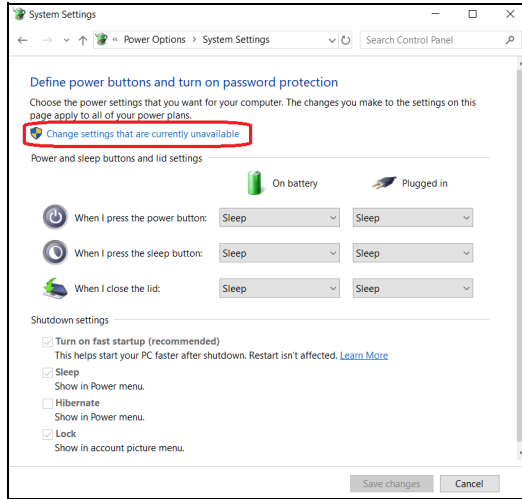 System Settings
« Power Options > System Settings
Search Control Panel
Define power buttons and turn on password protection
Choose the power settings that you want for your computer. The changes you make to the settings on this
page apply to all of your power plans.
Change settings that are currently unavailable
Power and sleep buttons and lid settings
On battery Plugged in
When I press the power button: Sleep Sleep
When I press the sleep button: Sleep Sleep
When I close the lid: Sleep Sleep
Shutdown settings
Turn on fast startup (recommended)
This helps start your PC faster after shutdown. Restart isn't affected. Learn More
Sleep
Show in Power menu.
Hibernate
Show in Power menu.
Lock
Show in account picture menu.
Save changes Cancel